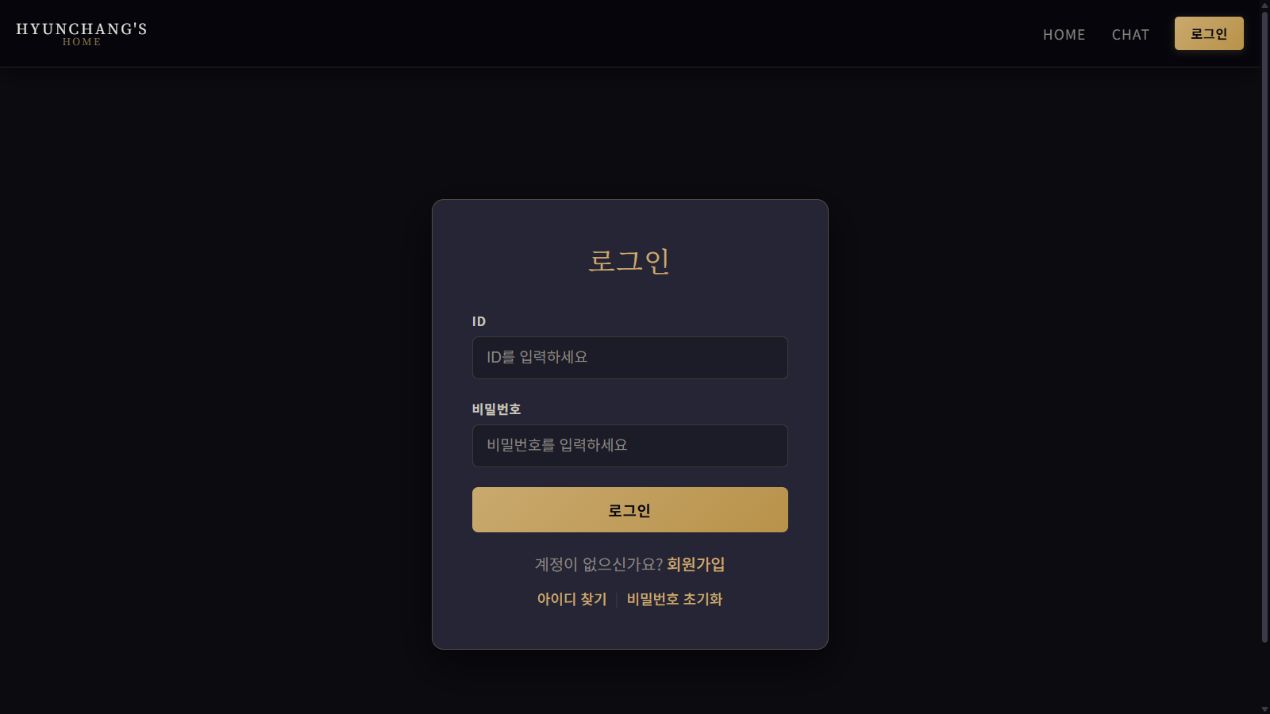 HYUNCHANG'S
HOME
HOME CHAT 로그인
로그인
ID
ID를 입력하세요
비밀번호
비밀번호를 입력하세요
로그인
계정이 없으신가요? 회원가입
아이디 찾기 비밀번호 초기화